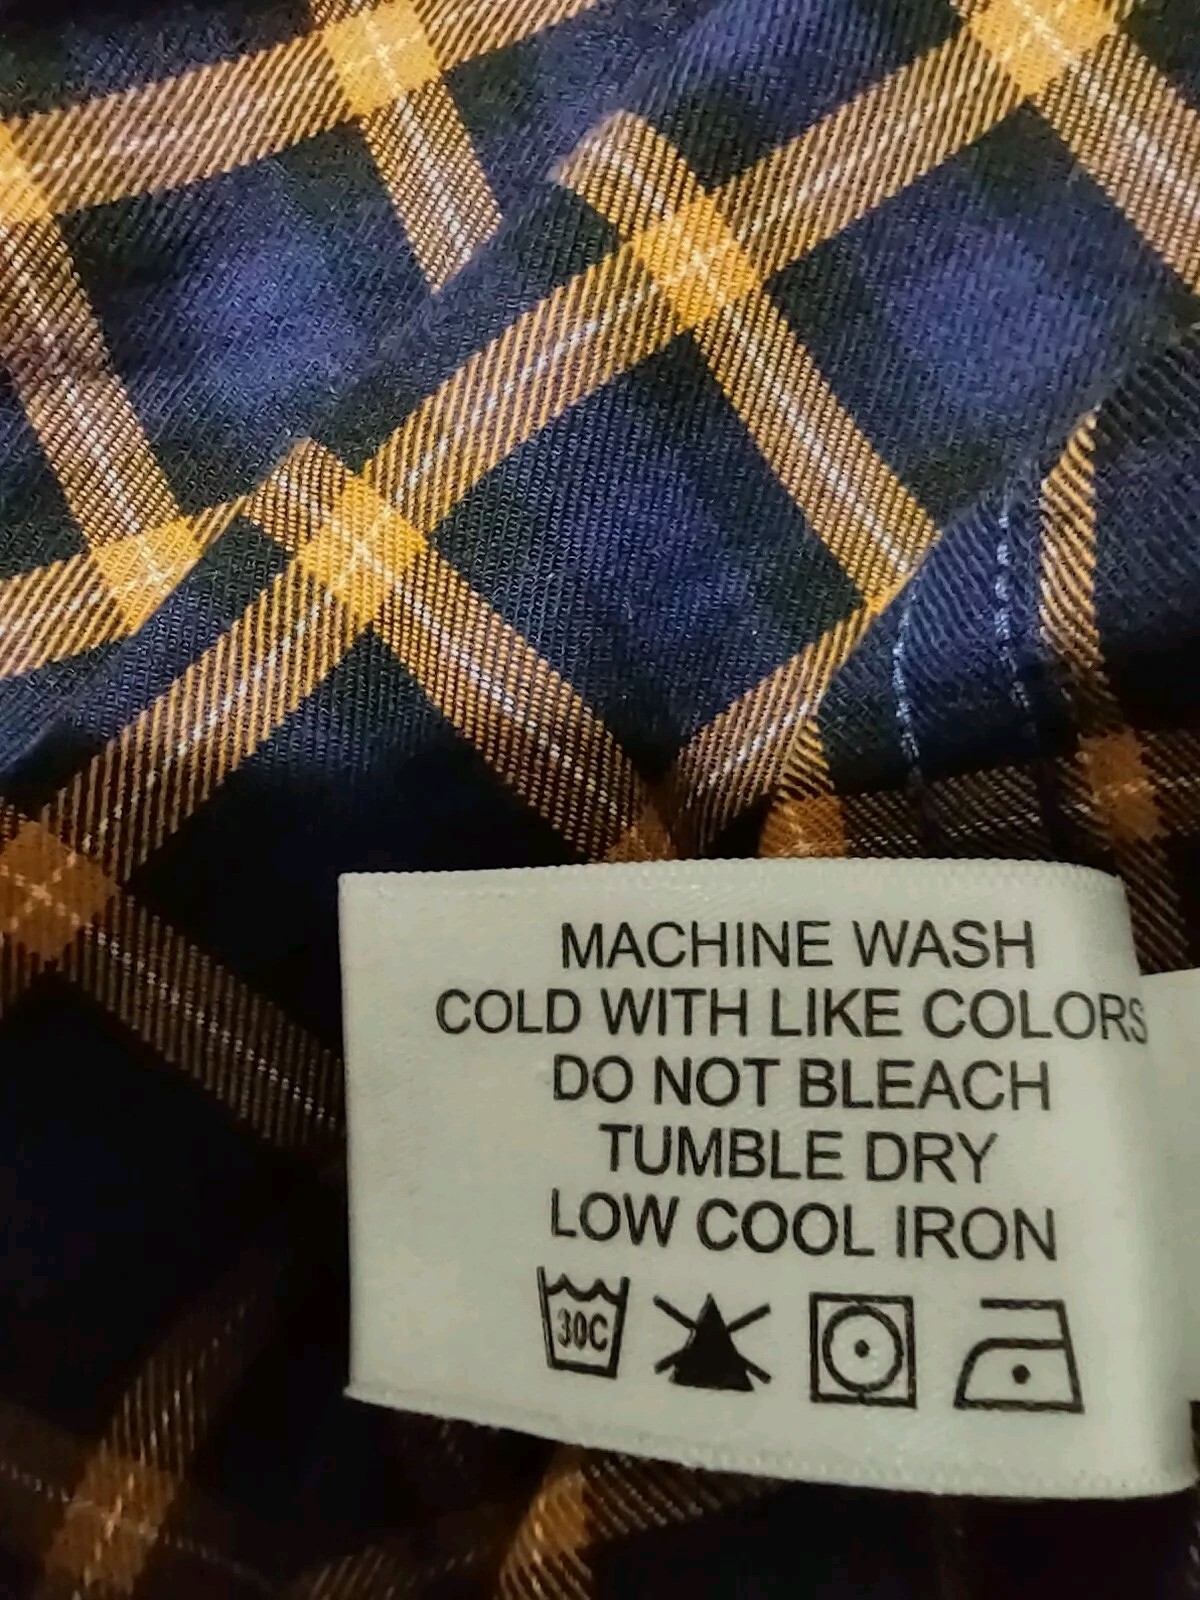 MACHINE WASH
COLD WITH LIKE COLORS
DO NOT BLEACH
TUMBLE DRY
LOW COOL IRON
30C